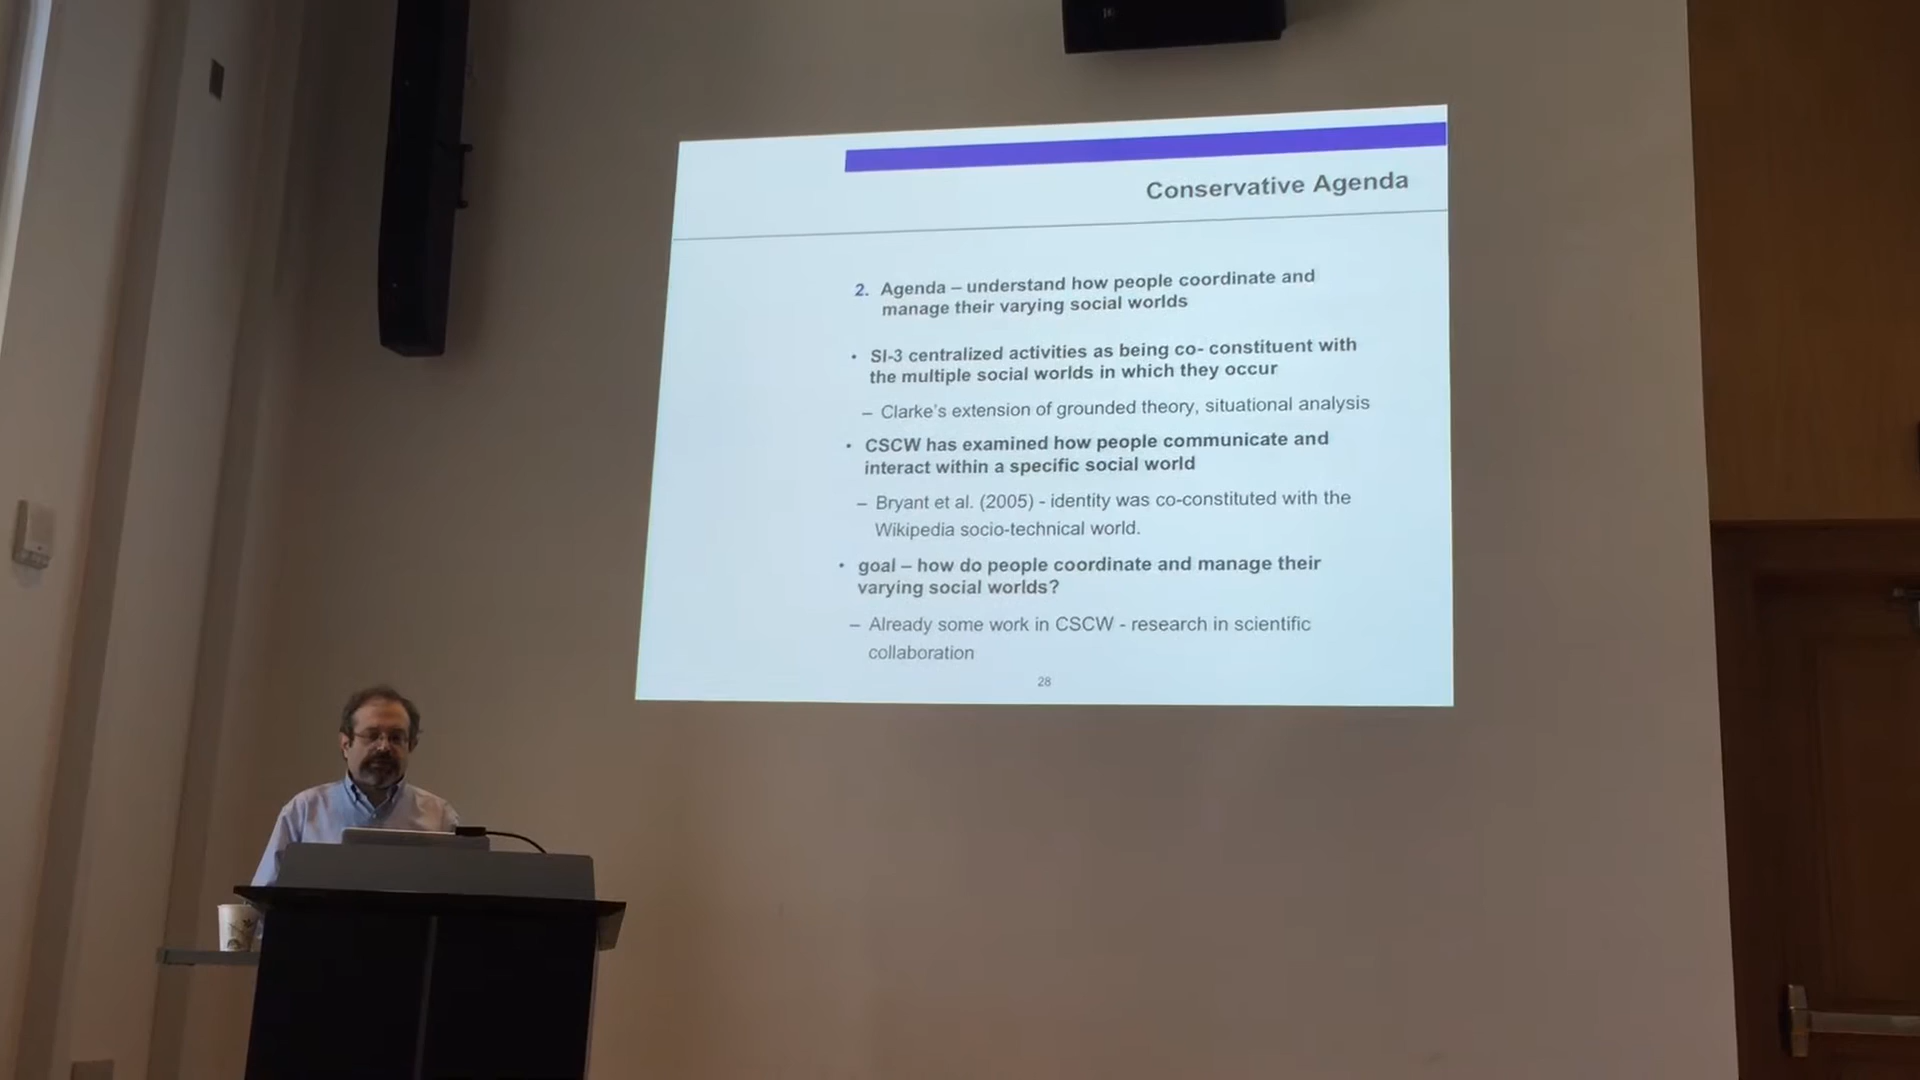 Conservative Agenda
2. Agenda – understand how people coordinate and
manage their varying social worlds
• SI-3 centralized activities as being co- constituent with
the multiple social worlds in which they occur
– Clarke's extension of grounded theory, situational analysis
• CSCW has examined how people communicate and
interact within a specific social world
– Bryant et al. (2005) - identity was co-constituted with the
Wikipedia socio-technical world.
• goal – how do people coordinate and manage their
varying social worlds?
– Already some work in CSCW - research in scientific
collaboration
28